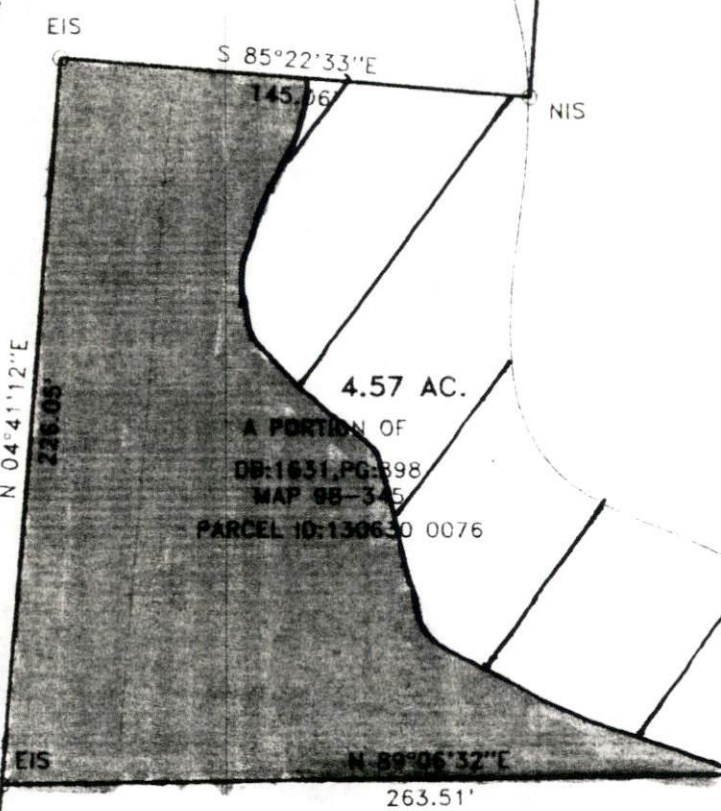 EIS
S 85°22'33"E
145.06'
NIS
N 04°41'12"E
226.05'
4.57 AC.
A PORTION OF
DB:1631,PG:898
MAP 98-345
PARCEL ID:130630 0076
EIS
N 89°06'32"E
263.51'